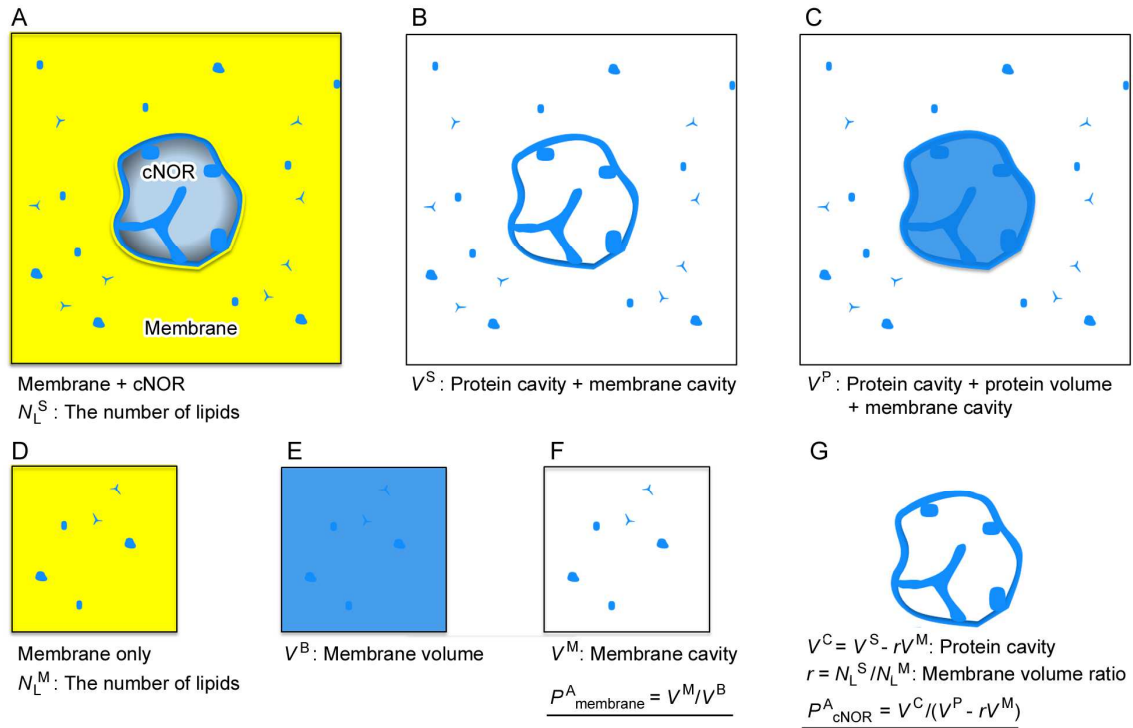 A
B
C
cNOR
Membrane
Membrane + cNOR
N_L^S : The number of lipids
V^S : Protein cavity + membrane cavity
V^P : Protein cavity + protein volume
+ membrane cavity
D
E
F
G
Membrane only
N_L^M : The number of lipids
V^B : Membrane volume
V^M: Membrane cavity
P^A_membrane = V^M/V^B
V^C = V^S - rV^M: Protein cavity
r = N_L^S/N_L^M: Membrane volume ratio
P^A_cNOR = V^C/(V^P - rV^M)